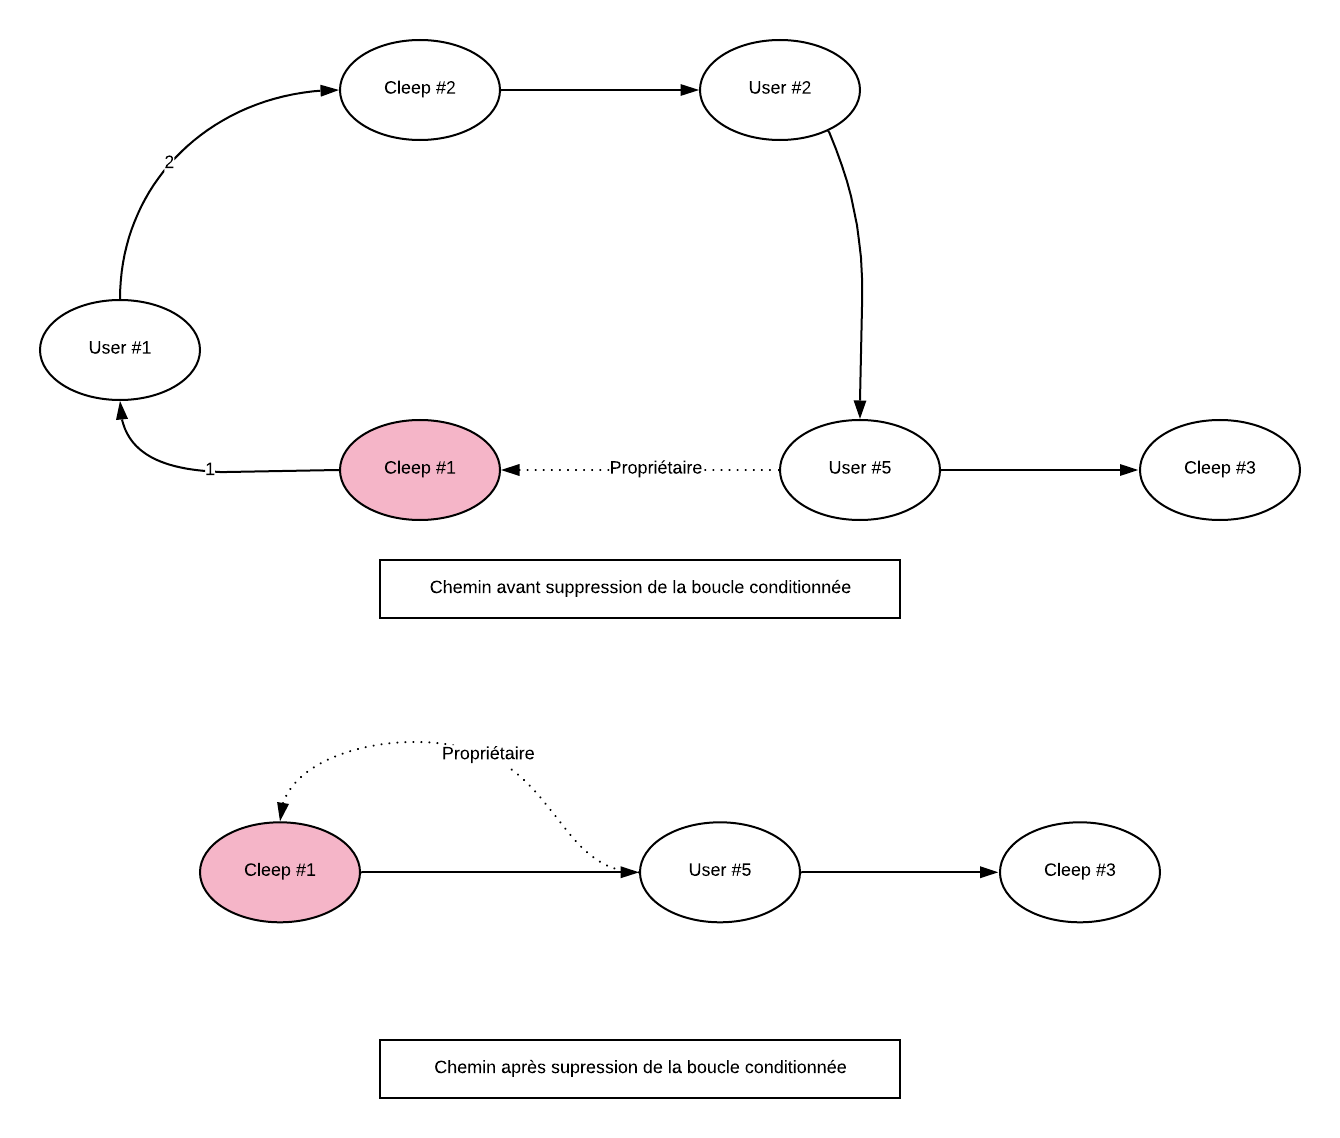 Cleep #2
User #2
2
User #1
1
Cleep #1
Propriétaire
User #5
Cleep #3
Chemin avant suppression de la boucle conditionnée
Propriétaire
Cleep #1
User #5
Cleep #3
Chemin après supression de la boucle conditionnée